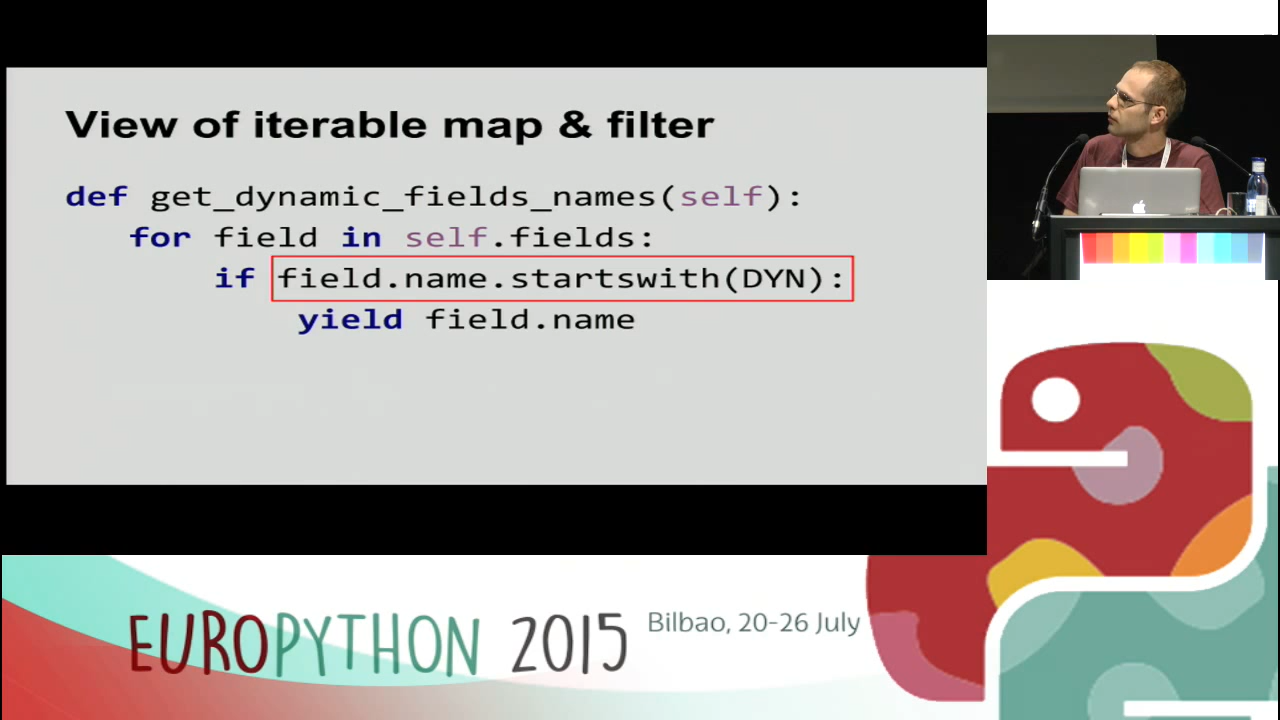 View of iterable map & filter
def get_dynamic_fields_names(self):
for field in self.fields:
if field.name.startswith(DYN):
yield field.name
EUROPYTHON 2015 Bilbao, 20-26 July